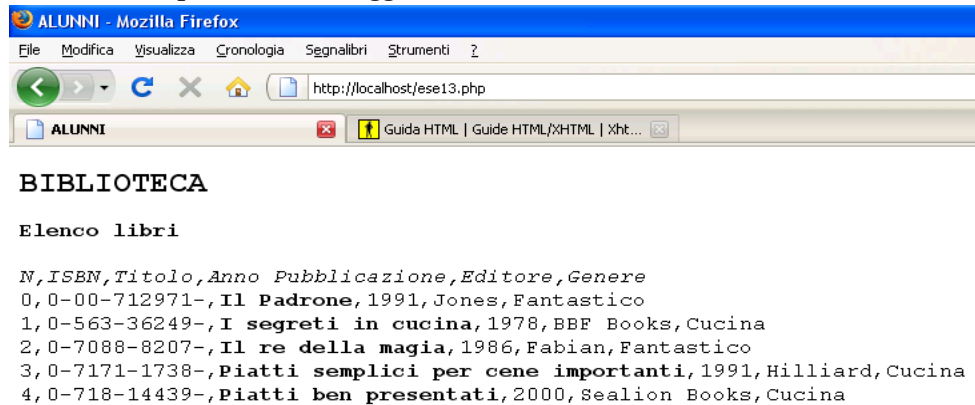 ALUNNI - Mozilla Firefox
File Modifica Visualizza Cronologia Segnalibri Strumenti ?
http://localhost/ese13.php
ALUNNI Guida HTML | Guide HTML/XHTML | Xht...
BIBLIOTECA
Elenco libri
N,ISBN,Titolo,Anno Pubblicazione,Editore,Genere
0,0-00-712971-,Il Padrone,1991,Jones,Fantastico
1,0-563-36249-,I segreti in cucina,1978,BBF Books,Cucina
2,0-7088-8207-,Il re della magia,1986,Fabian,Fantastico
3,0-7171-1738-,Piatti semplici per cene importanti,1991,Hilliard,Cucina
4,0-718-14439-,Piatti ben presentati,2000,Sealion Books,Cucina